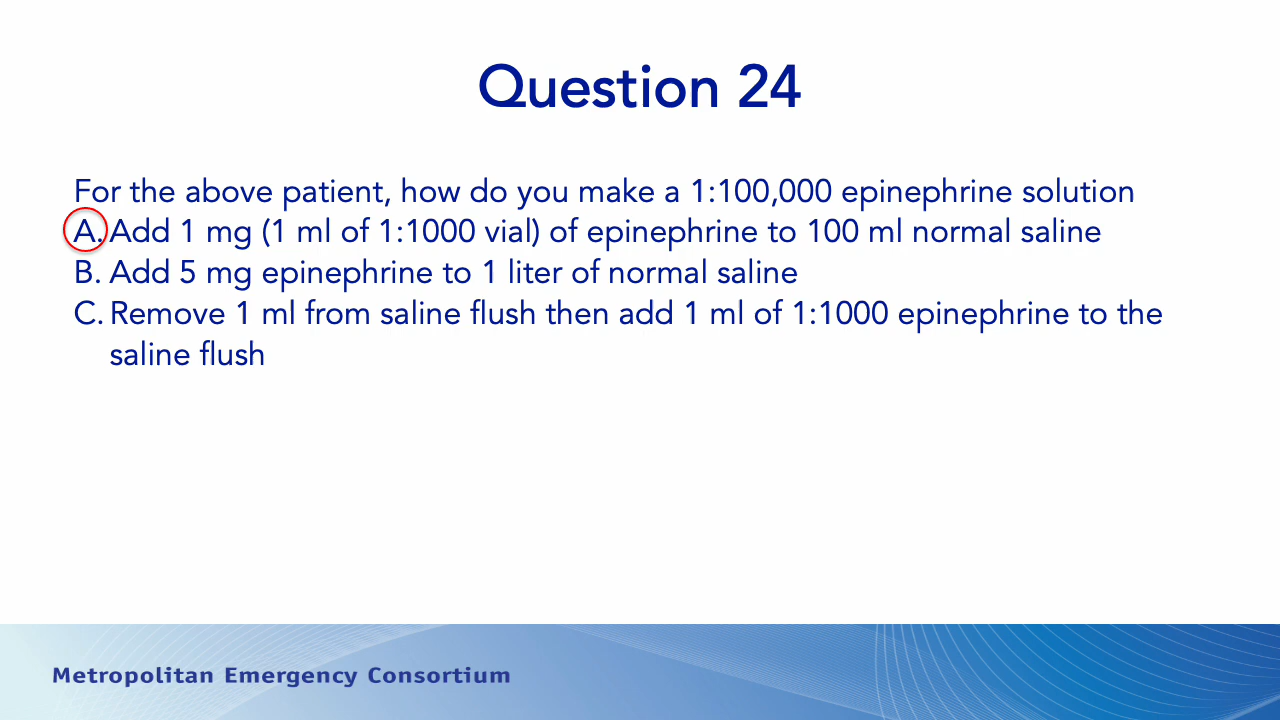 Question 24
For the above patient, how do you make a 1:100,000 epinephrine solution
A. Add 1 mg (1 ml of 1:1000 vial) of epinephrine to 100 ml normal saline
B. Add 5 mg epinephrine to 1 liter of normal saline
C. Remove 1 ml from saline flush then add 1 ml of 1:1000 epinephrine to the
saline flush
Metropolitan Emergency Consortium